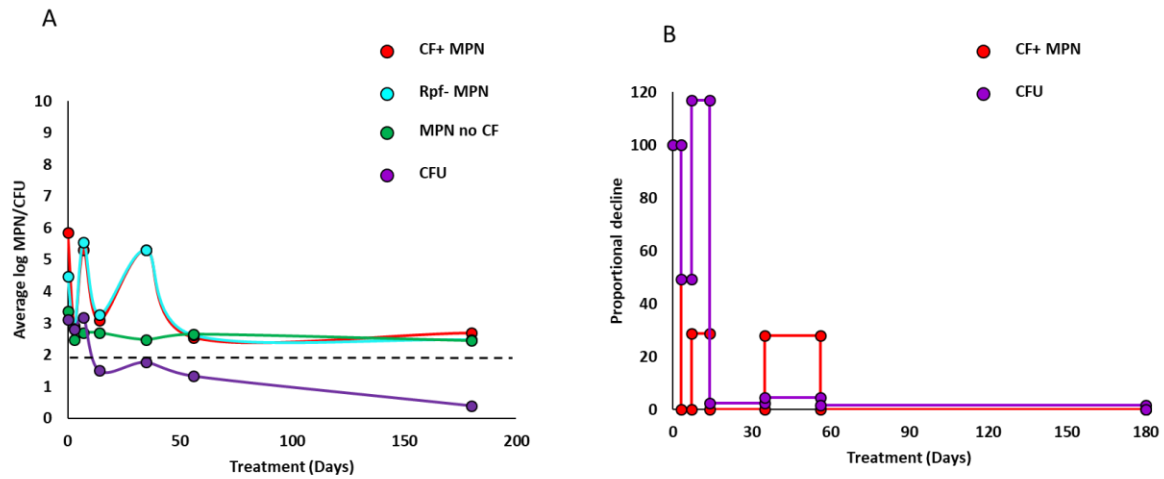 A
CF+ MPN
Rpf- MPN
MPN no CF
CFU
Average log MPN/CFU
10
9
8
7
6
5
4
3
2
1
0
0 50 100 150 200
Treatment (Days)
B
CF+ MPN
CFU
Proportional decline
120
100
80
60
40
20
0
0 30 60 90 120 150 180
Treatment (Days)